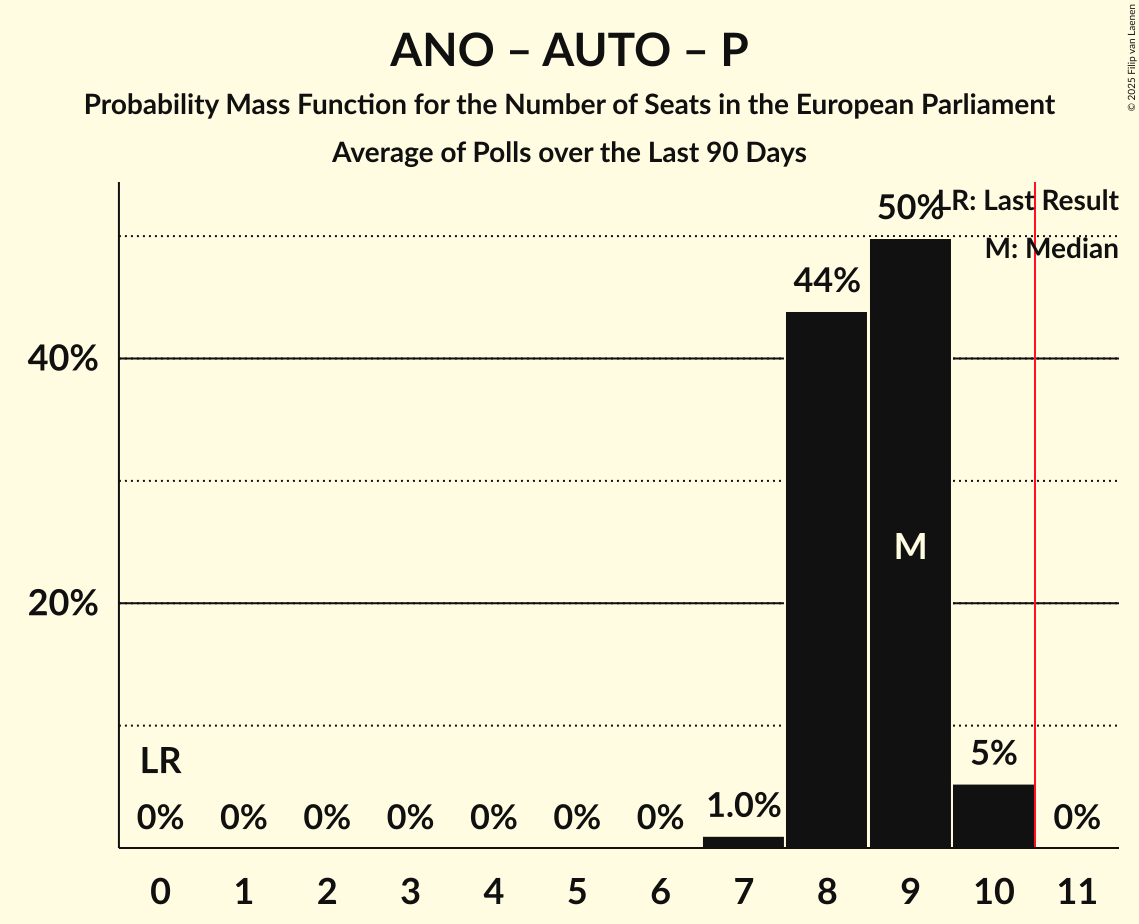 ANO – AUTO – P
Probability Mass Function for the Number of Seats in the European Parliament
Average of Polls over the Last 90 Days
© 2025 Filip van Laenen
LR: Last Result
M: Median
50%
44%
40%
M
20%
LR
5%
1.0%
0% 0% 0% 0% 0% 0% 0% 0%
0 1 2 3 4 5 6 7 8 9 10 11